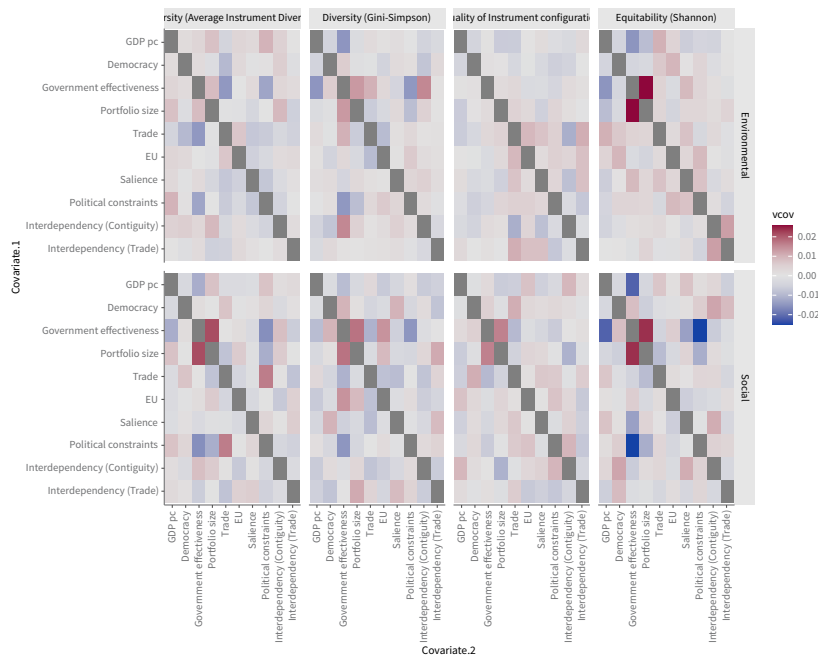 rsity (Average Instrument Diver
Diversity (Gini-Simpson)
uality of Instrument configurati
Equitability (Shannon)
GDP pc
Democracy
Government effectiveness
Portfolio size
Trade
EU
Salience
Political constraints
Interdependency (Contiguity)
Interdependency (Trade)
Environmental
GDP pc
Democracy
Government effectiveness
Portfolio size
Trade
EU
Salience
Political constraints
Interdependency (Contiguity)
Interdependency (Trade)
Social
Covariate.1
GDP pc
Democracy
Government effectiveness
Portfolio size
Trade
EU
Salience
Political constraints
Interdependency (Contiguity)
Interdependency (Trade)
GDP pc
Democracy
Government effectiveness
Portfolio size
Trade
EU
Salience
Political constraints
Interdependency (Contiguity)
Interdependency (Trade)
GDP pc
Democracy
Government effectiveness
Portfolio size
Trade
EU
Salience
Political constraints
Interdependency (Contiguity)
Interdependency (Trade)
GDP pc
Democracy
Government effectiveness
Portfolio size
Trade
EU
Salience
Political constraints
Interdependency (Contiguity)
Interdependency (Trade)
Covariate.2
vcov
0.02
0.01
0.00
-0.01
-0.02